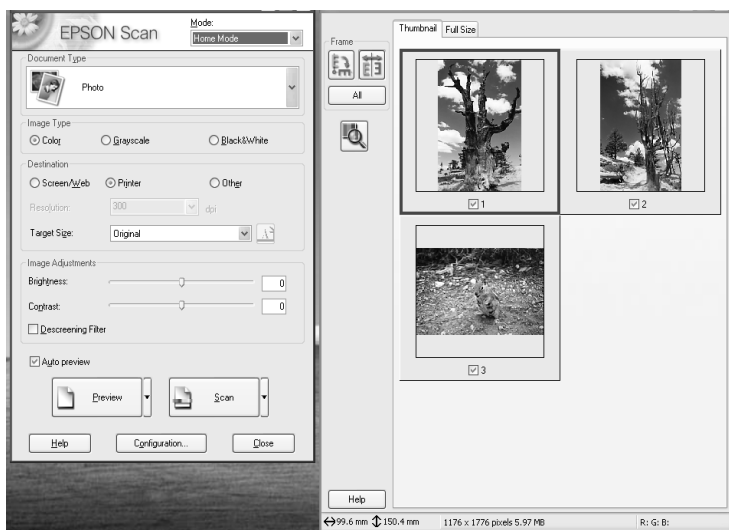 EPSON Scan
Mode:
Home Mode
Document Type
Photo
Image Type
Color Grayscale Black&White
Destination
Screen/Web Printer Other
Resolution: 300 dpi
Target Size: Original
Image Adjustments
Brightness: 0
Contrast: 0
Descreening Filter
Auto preview
Preview Scan
Help Configuration... Close
Frame
All
Help
Thumbnail Full Size
1 2
3
99.6 mm 150.4 mm 1176 x 1776 pixels 5.97 MB R: G: B: